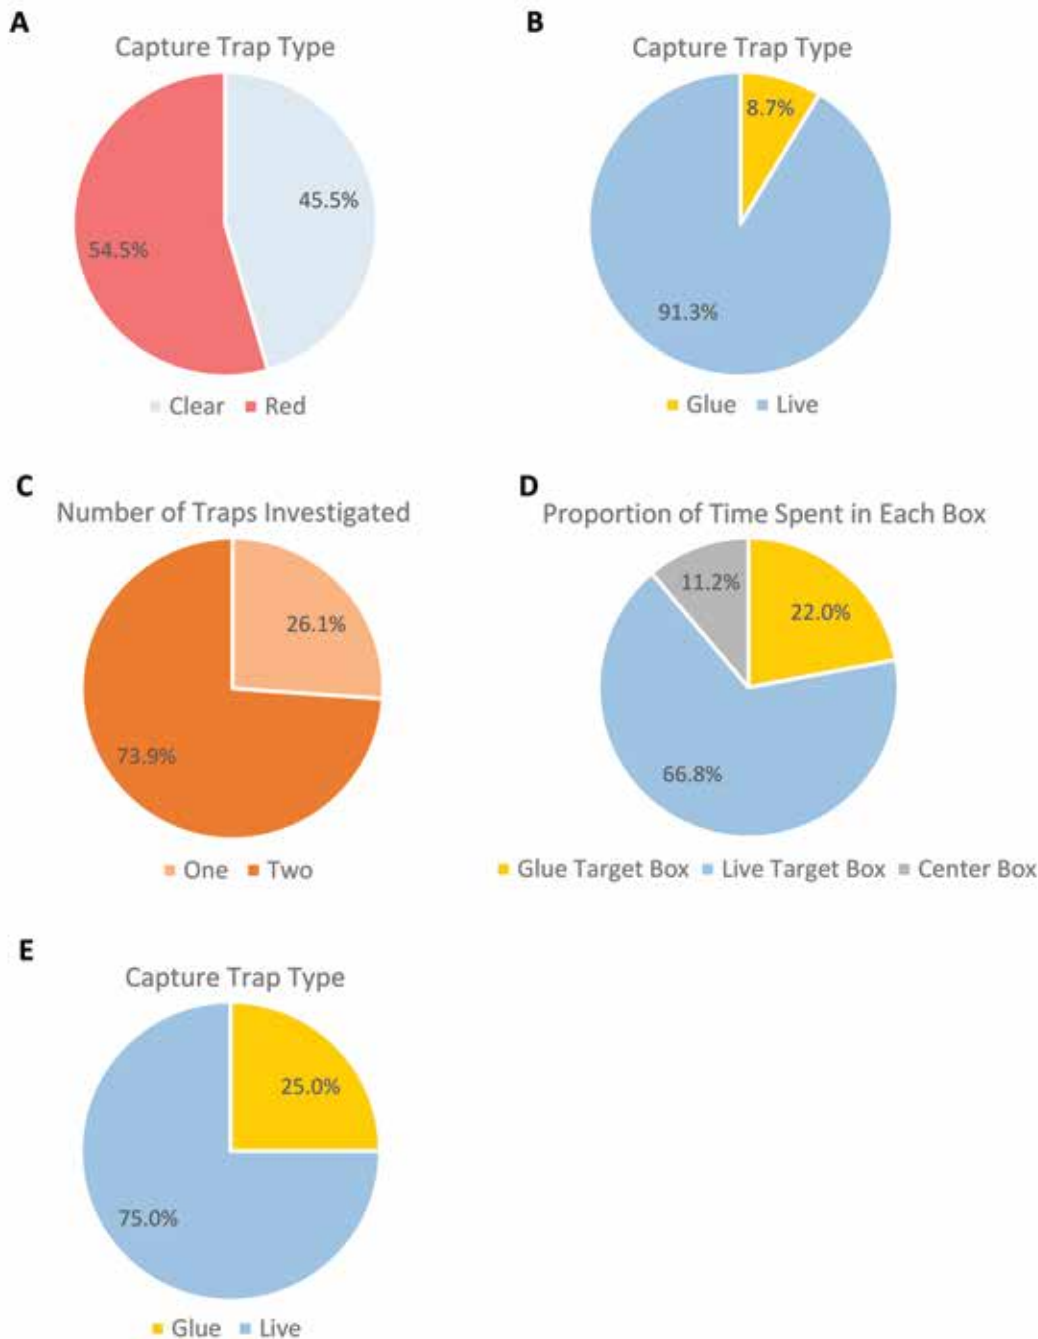 A
Capture Trap Type
45.5%
54.5%
Clear Red
B
Capture Trap Type
8.7%
91.3%
Glue Live
C
Number of Traps Investigated
26.1%
73.9%
One Two
D
Proportion of Time Spent in Each Box
11.2%
22.0%
66.8%
Glue Target Box Live Target Box Center Box
E
Capture Trap Type
25.0%
75.0%
Glue Live